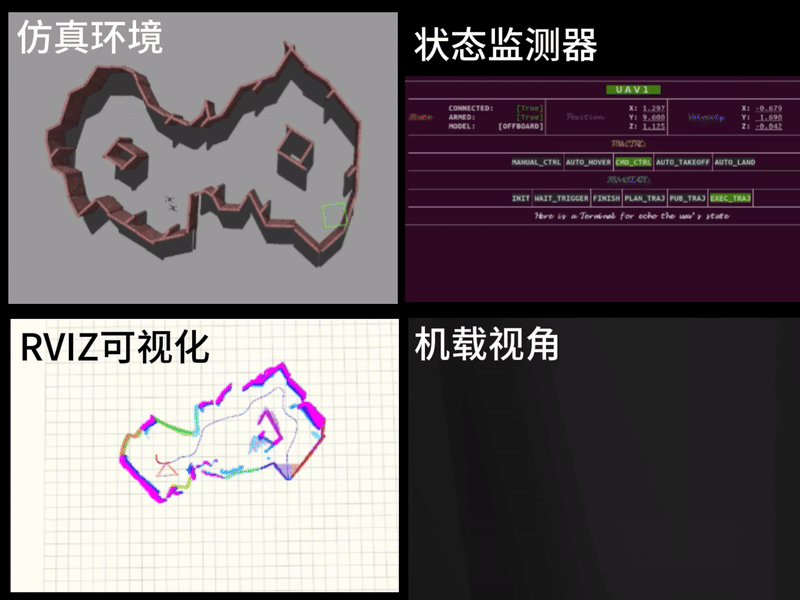 仿真环境
状态监测器
UAV1
CONNECTED: [True]
ARMED: [True]
MODEL: [OFFBOARD]
Position
X: 1.297
Y: 9.600
Z: 1.125
Velocity
X: -0.679
Y: 1.690
Z: -0.042
MANUAL_CTRL AUTO_HOVER CMD_CTRL AUTO_TAKEOFF AUTO_LAND
INIT WAIT_TRIGGER FINISH PLAN_TRAJ PUB_TRAJ EXEC_TRAJ
Here is a Terminal for echo the uav's state
RVIZ可视化
机载视角